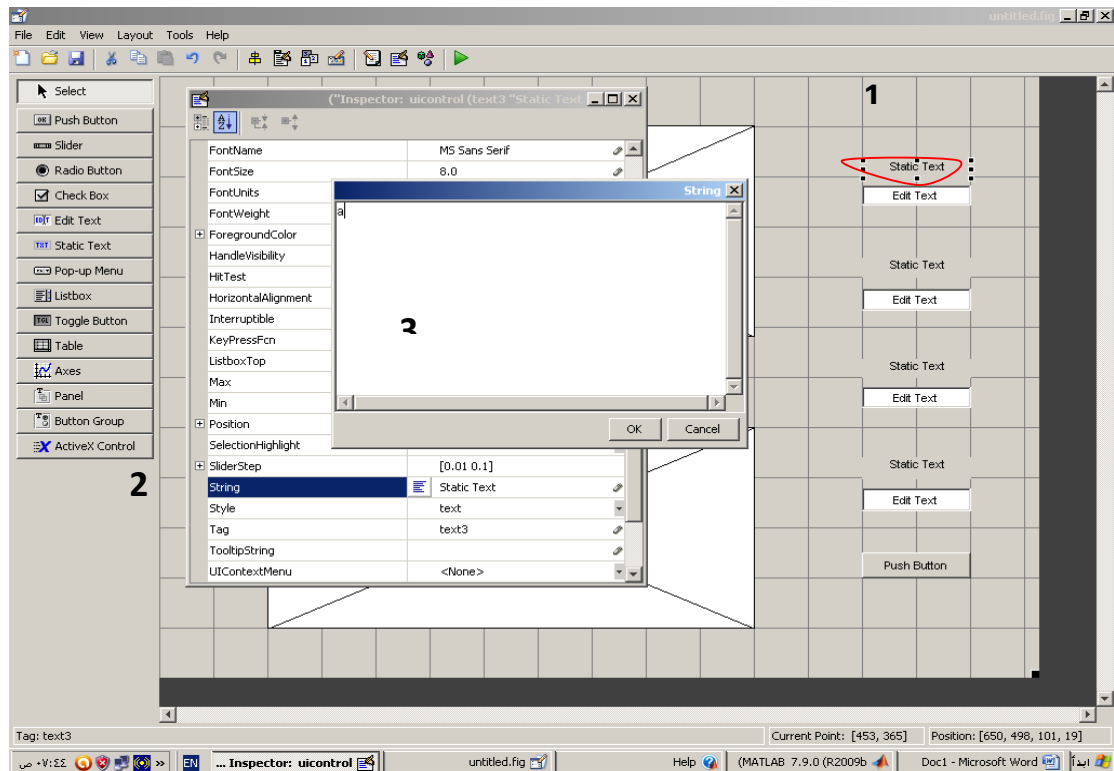 untitled.fig
File Edit View Layout Tools Help
Select
Push Button
Slider
Radio Button
Check Box
Edit Text
Static Text
Pop-up Menu
Listbox
Toggle Button
Table
Axes
Panel
Button Group
ActiveX Control
2
("Inspector: uicontrol (text3 "Static Text
FontName MS Sans Serif
FontSize 8.0
FontUnits
FontWeight
ForegroundColor
HandleVisibility
HitTest
HorizontalAlignment
Interruptible
KeyPressFcn
ListboxTop
Max
Min
Position
SelectionHighlight
SliderStep [0.01 0.1]
String Static Text
Style text
Tag text3
TooltipString
UIContextMenu <None>
String
a
3
OK Cancel
1
Static Text
Edit Text
Static Text
Edit Text
Static Text
Edit Text
Static Text
Edit Text
Push Button
Tag: text3 Current Point: [453, 365] Position: [650, 498, 101, 19]
٠٧:٤٤ ص » EN ... Inspector: uicontrol untitled.fig Help (MATLAB 7.9.0 (R2009b Doc1 - Microsoft Word ابدأ